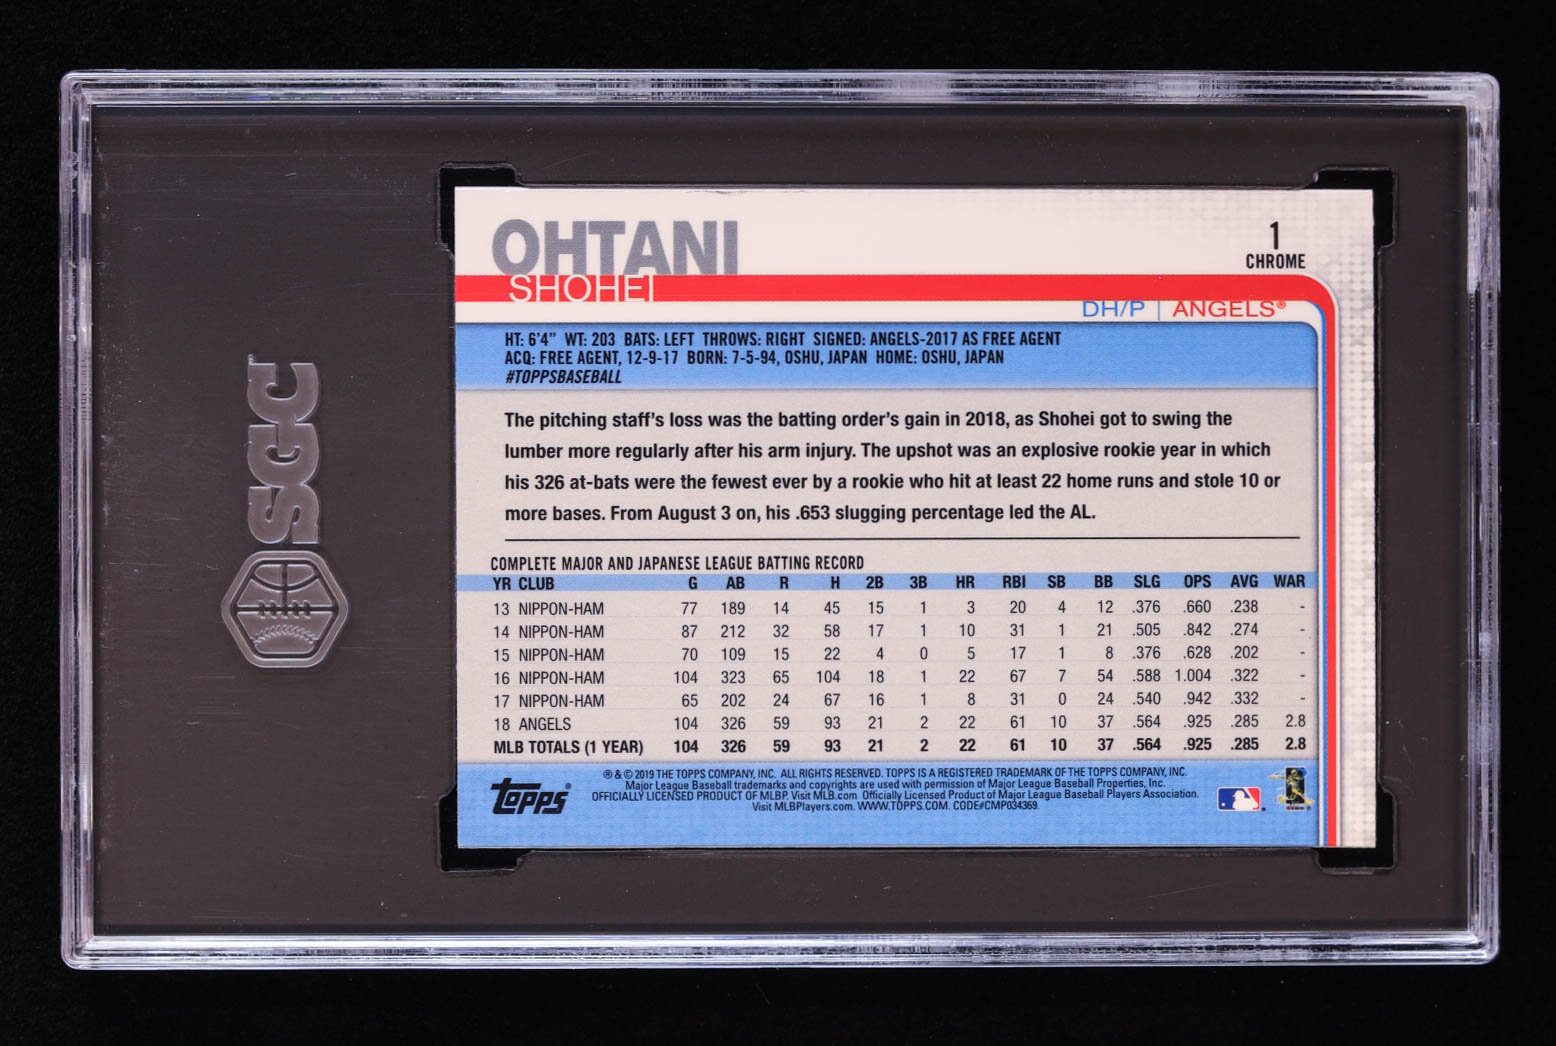 SGC
OHTANI
SHOHEI
1
CHROME
DH/P | ANGELS®
HT: 6'4" WT: 203 BATS: LEFT THROWS: RIGHT SIGNED: ANGELS-2017 AS FREE AGENT
ACQ: FREE AGENT, 12-9-17 BORN: 7-5-94, OSHU, JAPAN HOME: OSHU, JAPAN
#TOPPSBASEBALL
The pitching staff's loss was the batting order's gain in 2018, as Shohei got to swing the
lumber more regularly after his arm injury. The upshot was an explosive rookie year in which
his 326 at-bats were the fewest ever by a rookie who hit at least 22 home runs and stole 10 or
more bases. From August 3 on, his .653 slugging percentage led the AL.
COMPLETE MAJOR AND JAPANESE LEAGUE BATTING RECORD
YR CLUB G AB R H 2B 3B HR RBI SB BB SLG OPS AVG WAR
13 NIPPON-HAM 77 189 14 45 15 1 3 20 4 12 .376 .660 .238 -
14 NIPPON-HAM 87 212 32 58 17 1 10 31 1 21 .505 .842 .274 -
15 NIPPON-HAM 70 109 15 22 4 0 5 17 1 8 .376 .628 .202 -
16 NIPPON-HAM 104 323 65 104 18 1 22 67 7 54 .588 1.004 .322 -
17 NIPPON-HAM 65 202 24 67 16 1 8 31 0 24 .540 .942 .332 -
18 ANGELS 104 326 59 93 21 2 22 61 10 37 .564 .925 .285 2.8
MLB TOTALS (1 YEAR) 104 326 59 93 21 2 22 61 10 37 .564 .925 .285 2.8
Topps®
® & © 2019 THE TOPPS COMPANY, INC. ALL RIGHTS RESERVED. TOPPS IS A REGISTERED TRADEMARK OF THE TOPPS COMPANY, INC.
Major League Baseball trademarks and copyrights are used with permission of Major League Baseball Properties, Inc.
OFFICIALLY LICENSED PRODUCT OF MLBP. Visit MLB.com Officially Licensed Product of Major League Baseball Players Association.
Visit MLBPlayers.com. WWW.TOPPS.COM. CODE#CMP034369.